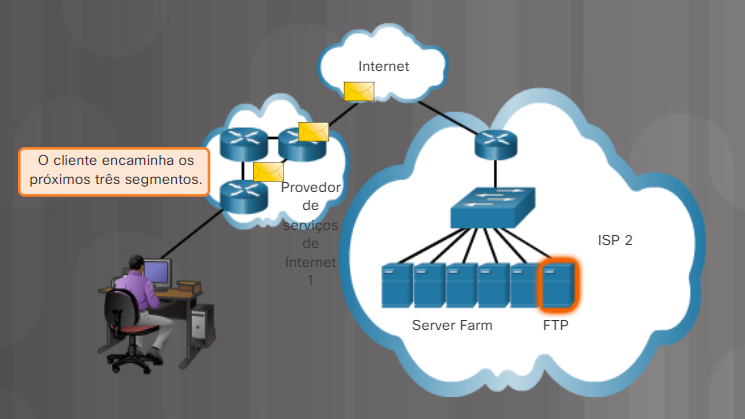 Internet
O cliente encaminha os
próximos três segmentos.
Provedor
de
serviços
de
Internet
1
ISP 2
Server Farm
FTP